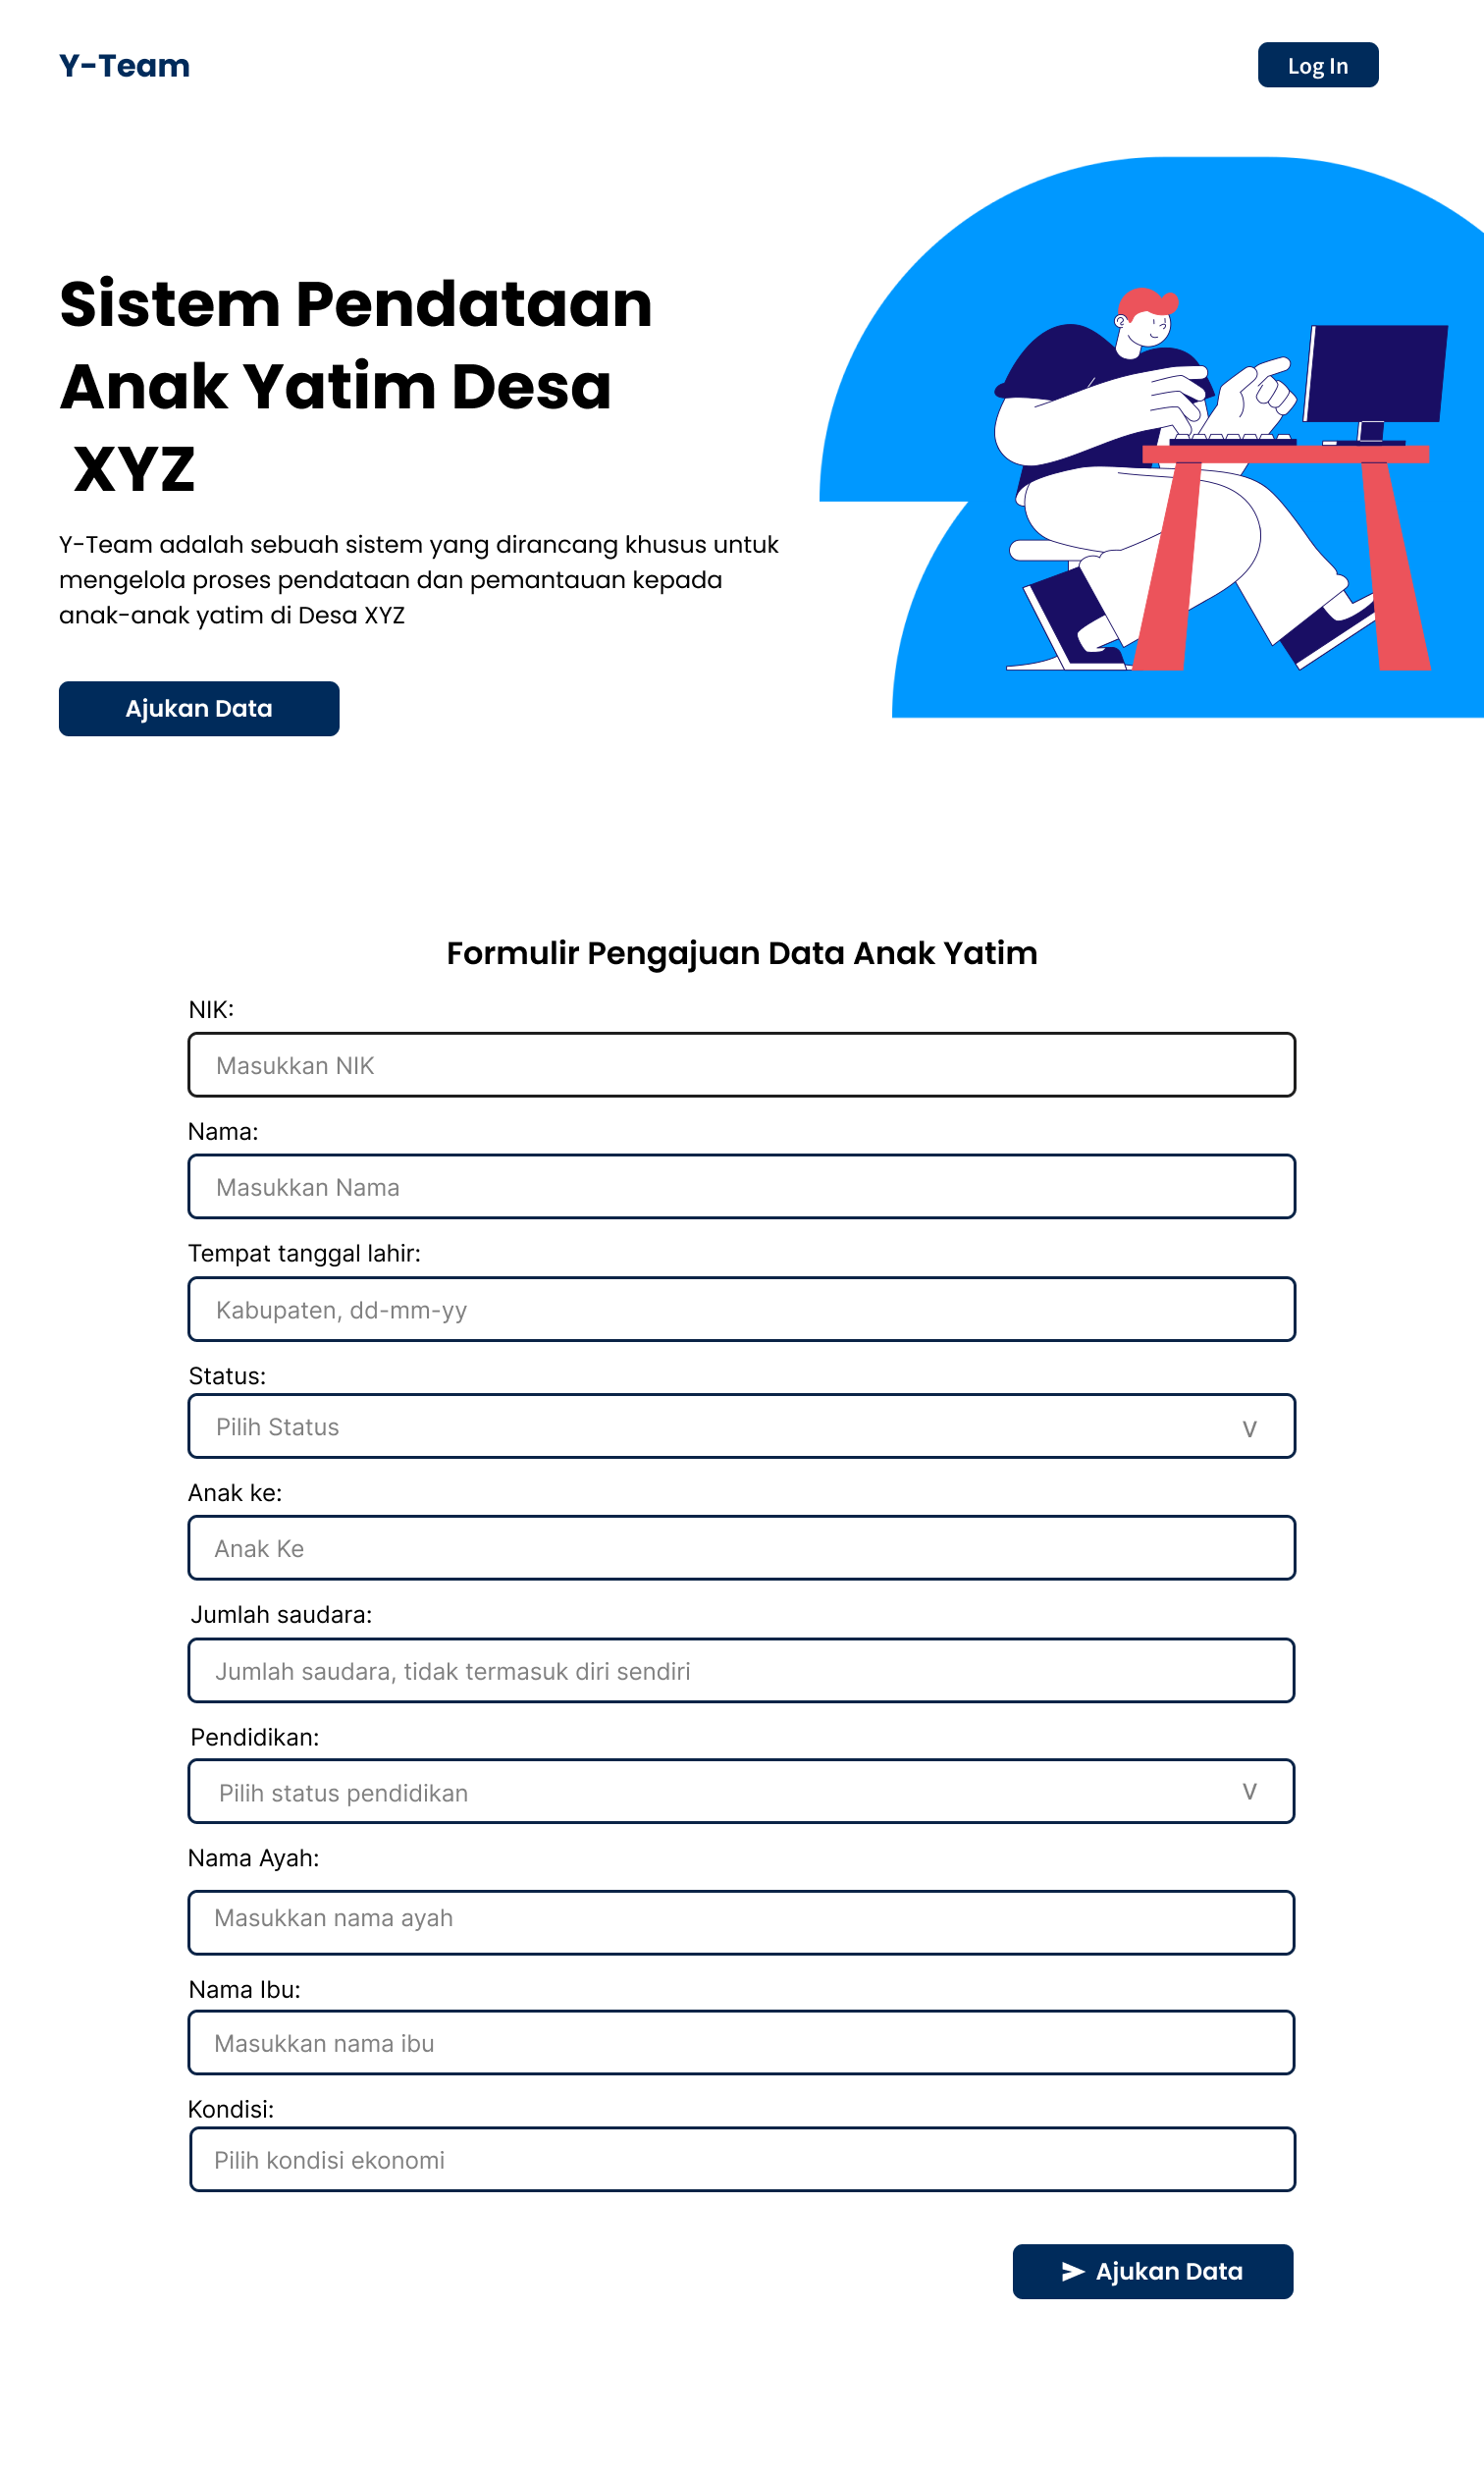 Y-Team
Log In
Sistem Pendataan
Anak Yatim Desa
XYZ
Y-Team adalah sebuah sistem yang dirancang khusus untuk
mengelola proses pendataan dan pemantauan kepada
anak-anak yatim di Desa XYZ
Ajukan Data
Formulir Pengajuan Data Anak Yatim
NIK:
Masukkan NIK
Nama:
Masukkan Nama
Tempat tanggal lahir:
Kabupaten, dd-mm-yy
Status:
Pilih Status V
Anak ke:
Anak Ke
Jumlah saudara:
Jumlah saudara, tidak termasuk diri sendiri
Pendidikan:
Pilih status pendidikan V
Nama Ayah:
Masukkan nama ayah
Nama Ibu:
Masukkan nama ibu
Kondisi:
Pilih kondisi ekonomi
Ajukan Data